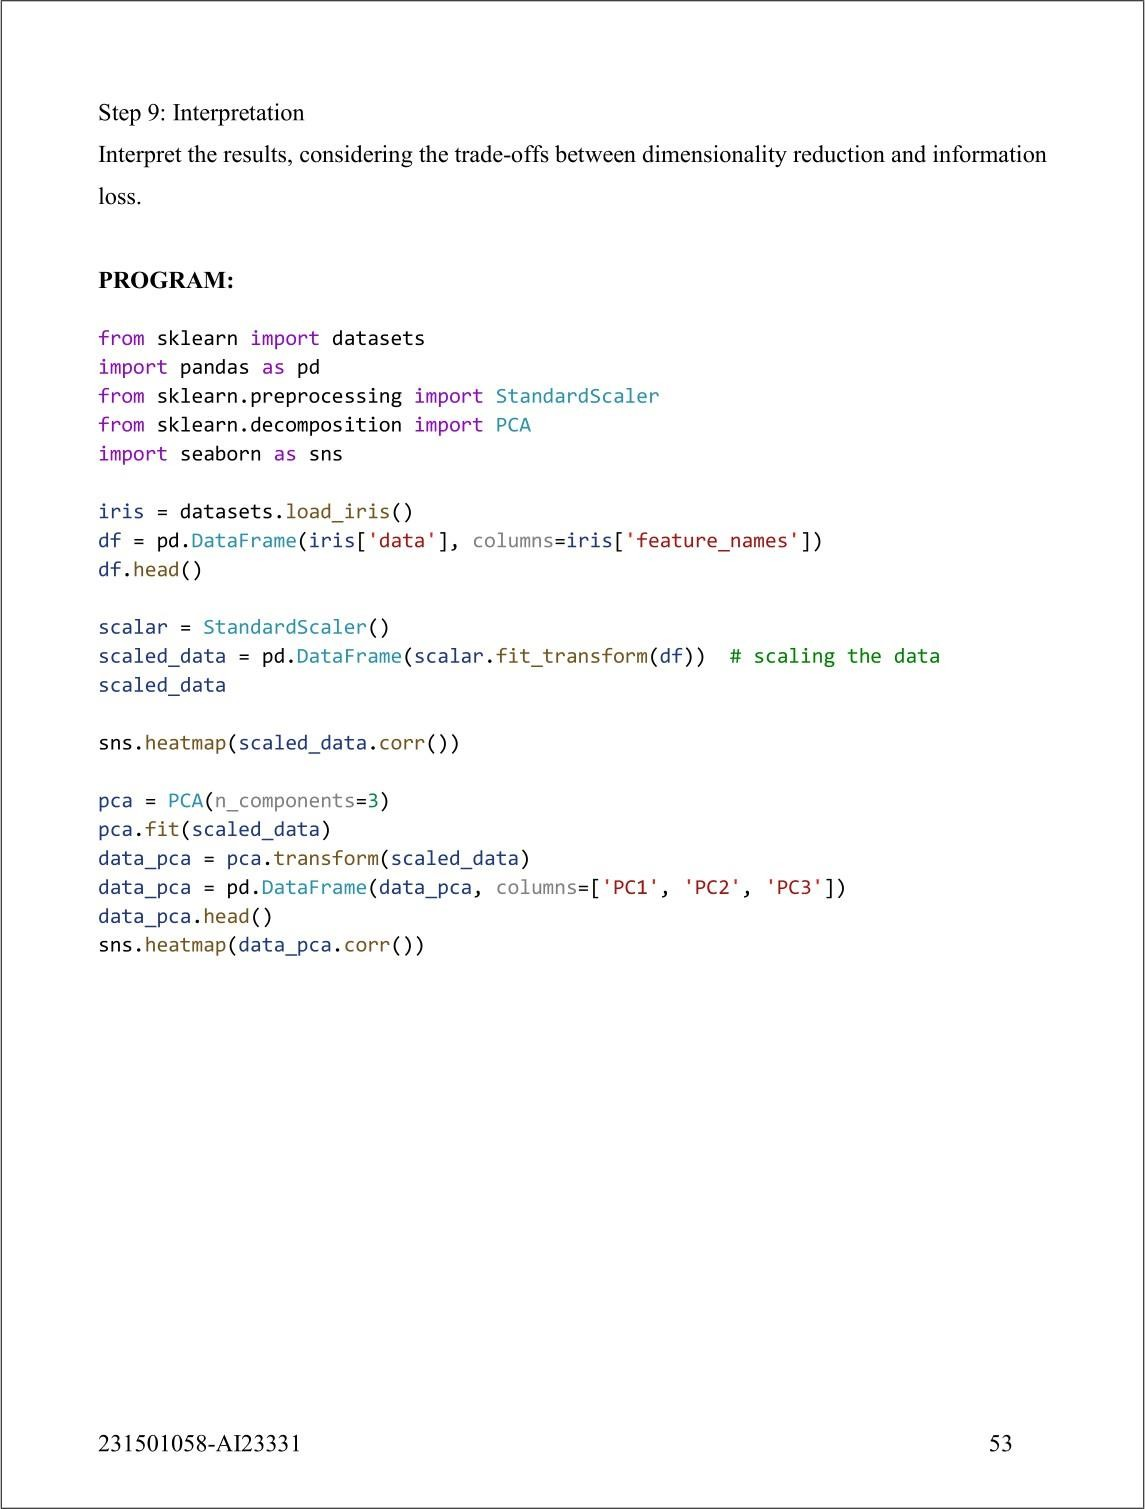 Step 9: Interpretation
Interpret the results, considering the trade-offs between dimensionality reduction and information
loss.
PROGRAM:
from sklearn import datasets
import pandas as pd
from sklearn.preprocessing import StandardScaler
from sklearn.decomposition import PCA
import seaborn as sns
iris = datasets.load_iris()
df = pd.DataFrame(iris['data'], columns=iris['feature_names'])
df.head()
scalar = StandardScaler()
scaled_data = pd.DataFrame(scalar.fit_transform(df))  # scaling the data
scaled_data
sns.heatmap(scaled_data.corr())
pca = PCA(n_components=3)
pca.fit(scaled_data)
data_pca = pca.transform(scaled_data)
data_pca = pd.DataFrame(data_pca, columns=['PC1', 'PC2', 'PC3'])
data_pca.head()
sns.heatmap(data_pca.corr())
231501058-AI23331 53